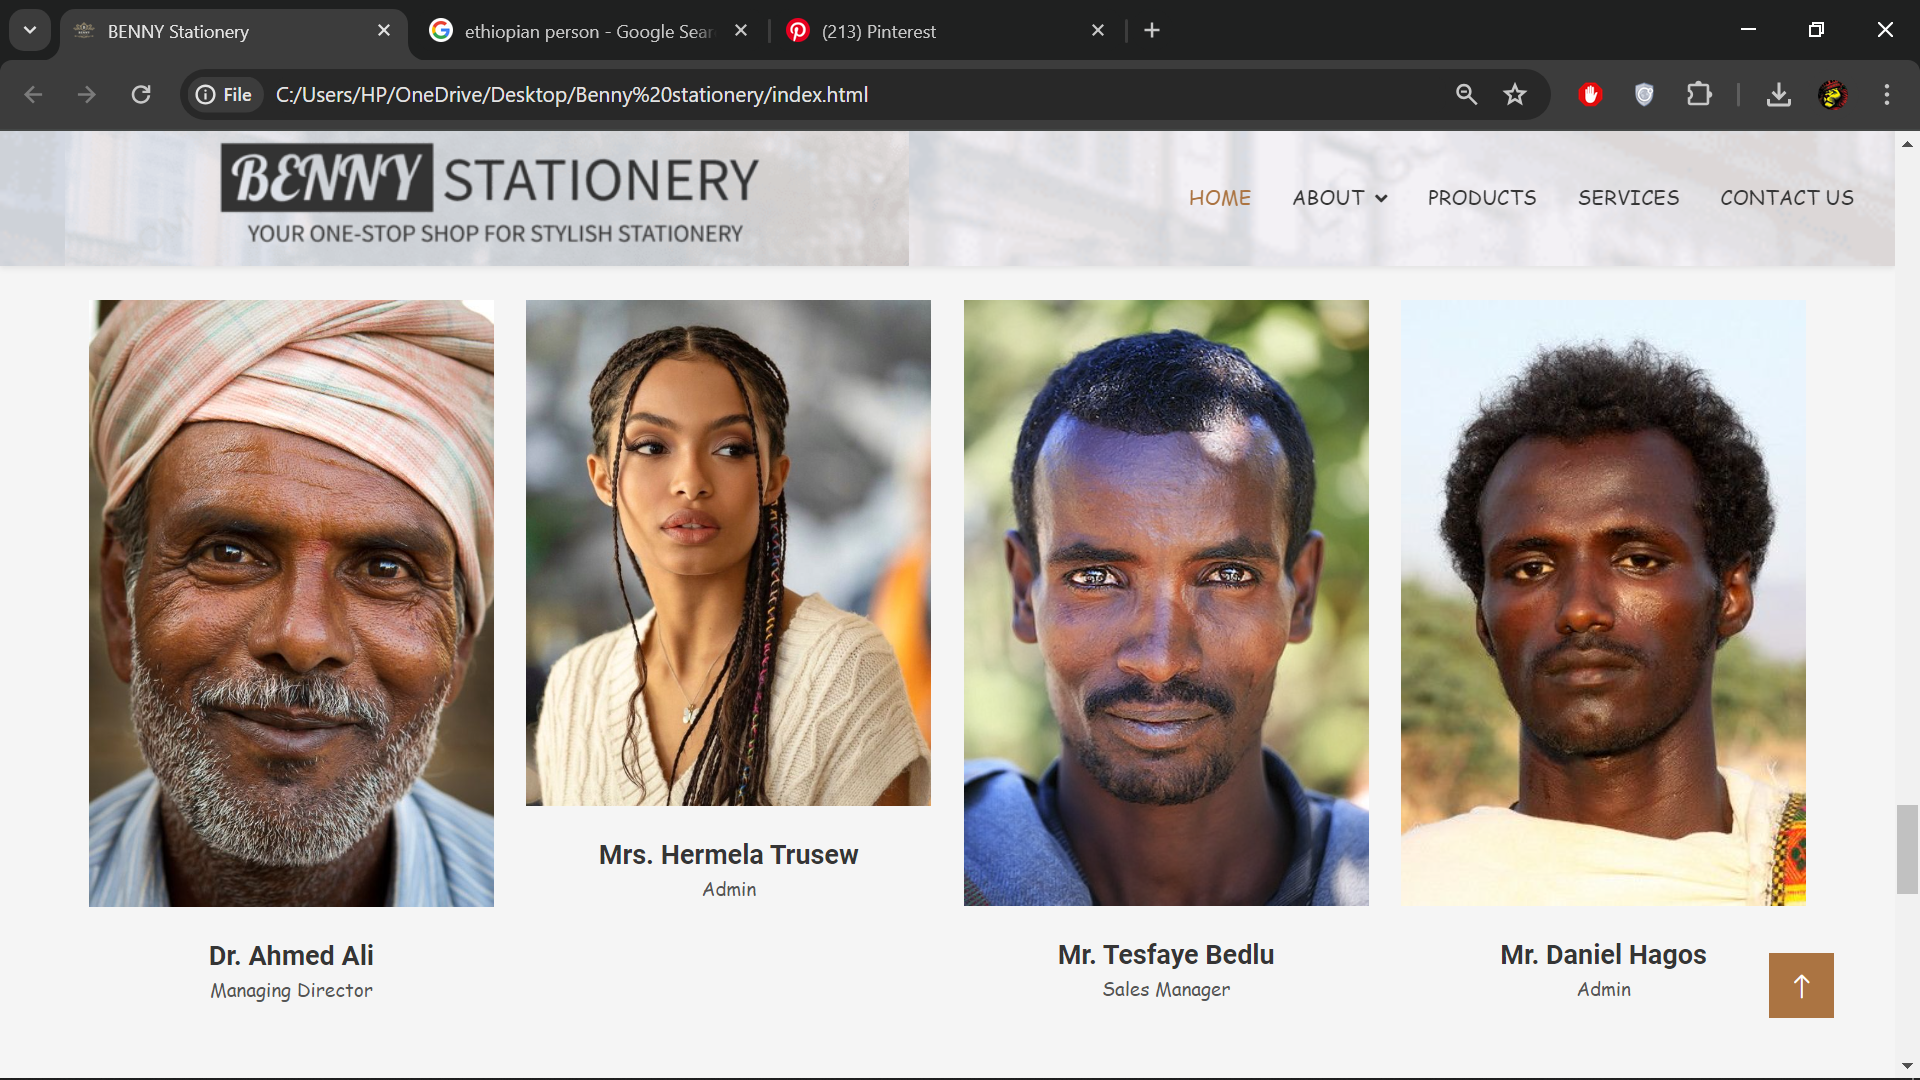 BENNY Stationery
ethiopian person - Google Sear
(213) Pinterest
File
C:/Users/HP/OneDrive/Desktop/Benny%20stationery/index.html
BENNY STATIONERY
YOUR ONE-STOP SHOP FOR STYLISH STATIONERY
HOME ABOUT PRODUCTS SERVICES CONTACT US
Mrs. Hermela Trusew
Admin
Dr. Ahmed Ali
Managing Director
Mr. Tesfaye Bedlu
Sales Manager
Mr. Daniel Hagos
Admin